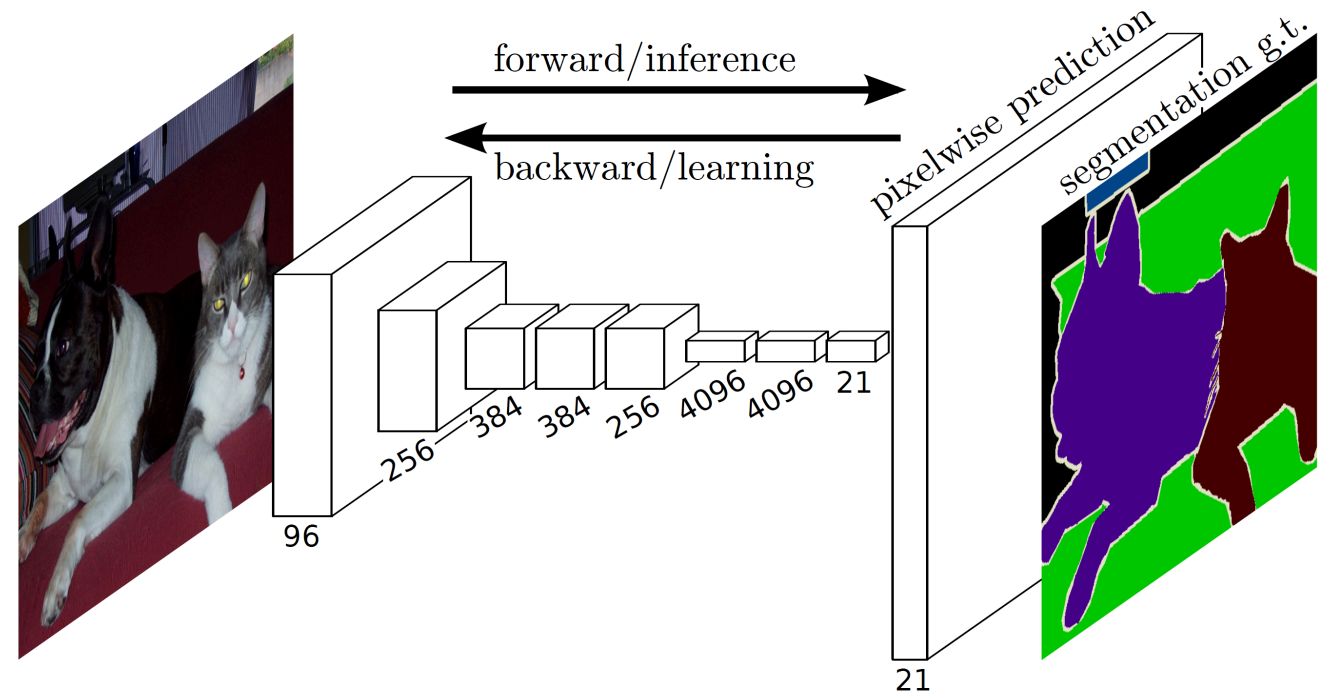 forward/inference
backward/learning
pixelwise prediction
segmentation g.t.
96
256
384
384
256
4096
4096
21
21